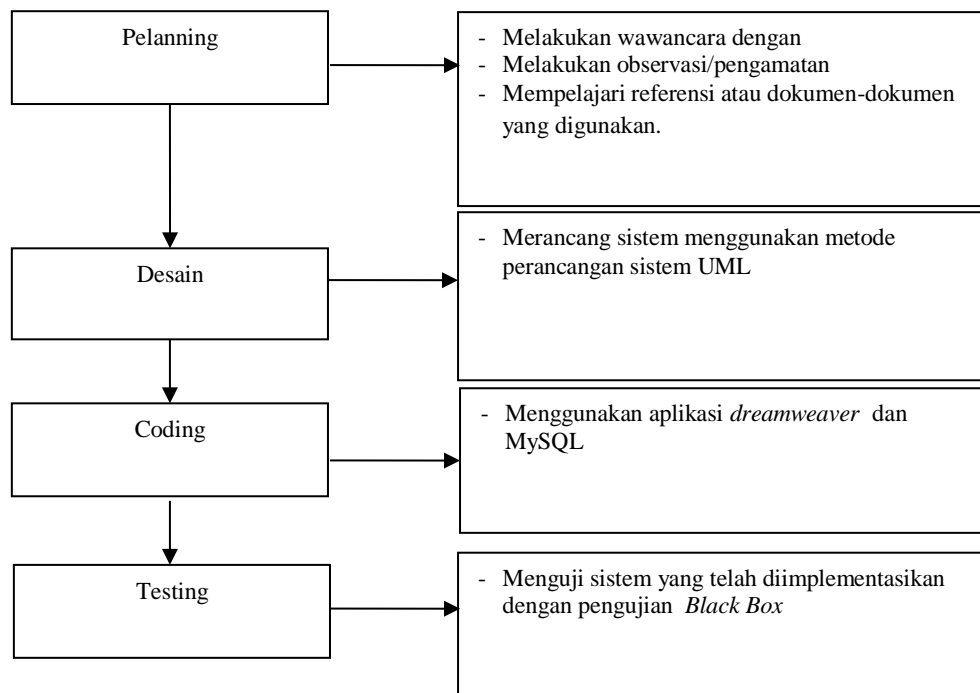 Pelanning
- Melakukan wawancara dengan
- Melakukan observasi/pengamatan
- Mempelajari referensi atau dokumen-dokumen
yang digunakan.
Desain
- Merancang sistem menggunakan metode
perancangan sistem UML
Coding
- Menggunakan aplikasi dreamweaver dan
MySQL
Testing
- Menguji sistem yang telah diimplementasikan
dengan pengujian Black Box